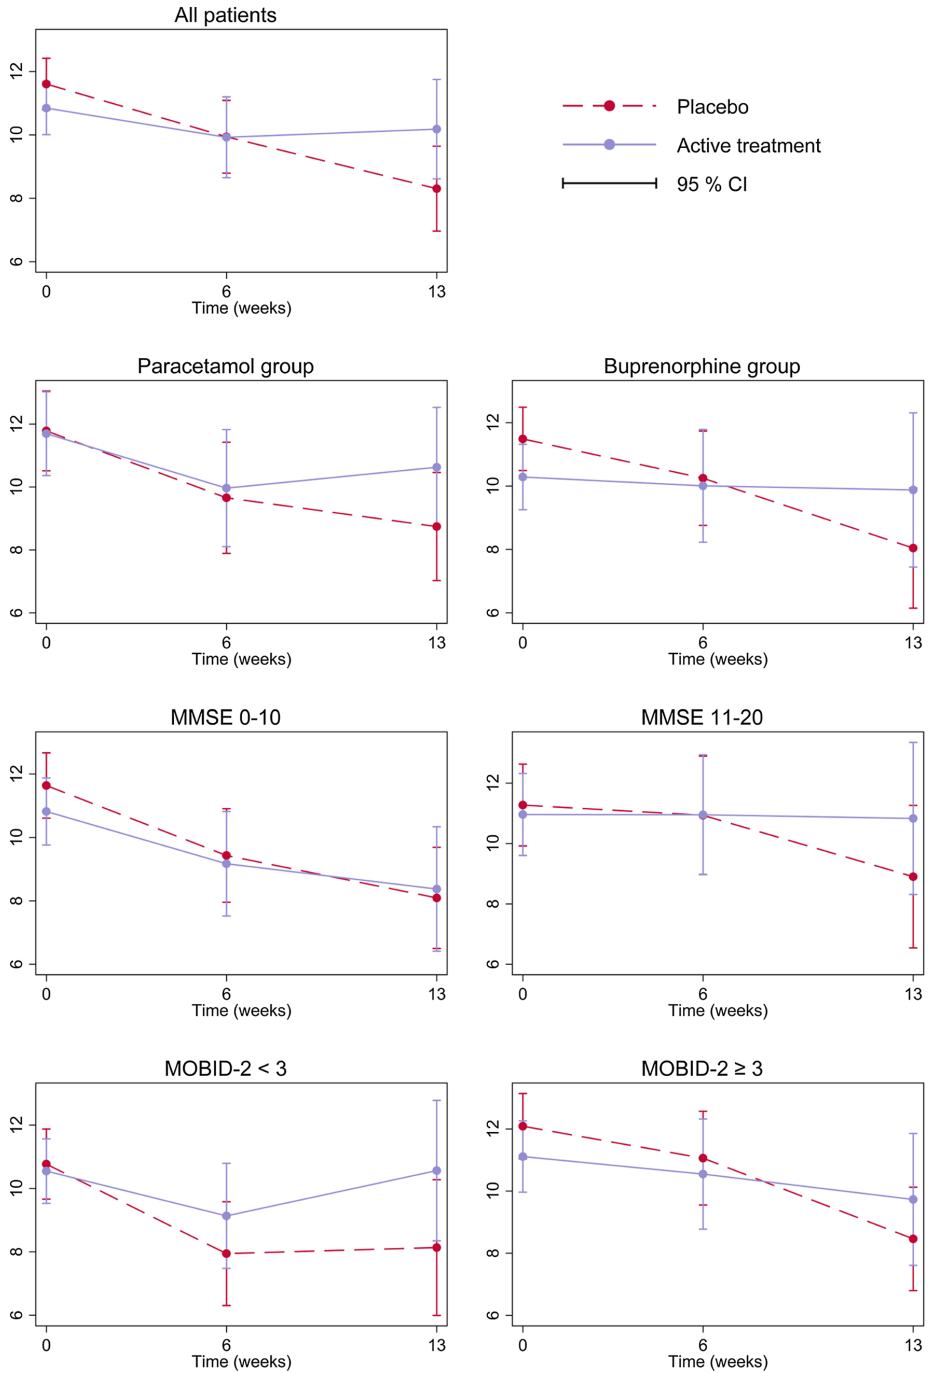 All patients
12
10
8
6
0 6 13
Time (weeks)
Placebo
Active treatment
95 % CI
Paracetamol group
12
10
8
6
0 6 13
Time (weeks)
Buprenorphine group
12
10
8
6
0 6 13
Time (weeks)
MMSE 0-10
12
10
8
6
0 6 13
Time (weeks)
MMSE 11-20
12
10
8
6
0 6 13
Time (weeks)
MOBID-2 < 3
12
10
8
6
0 6 13
Time (weeks)
MOBID-2 ≥ 3
12
10
8
6
0 6 13
Time (weeks)